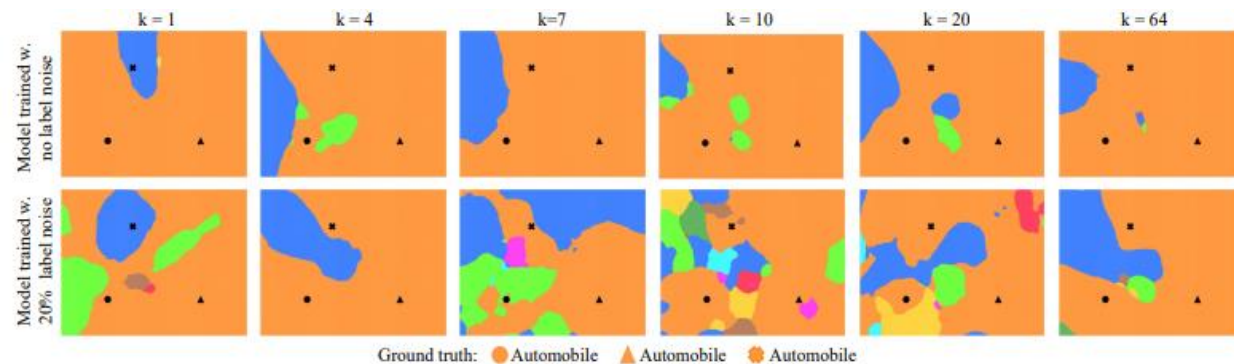 k = 1 k = 4 k=7 k = 10 k = 20 k = 64
Model trained w.
no label noise
Model trained w.
20% label noise
Ground truth: Automobile Automobile Automobile